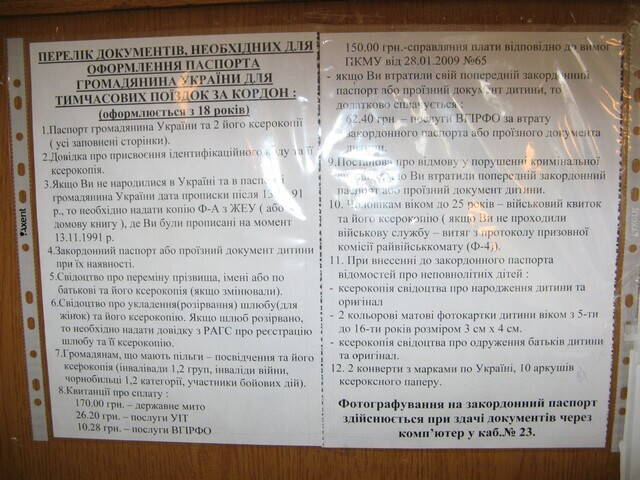 ПЕРЕЛІК ДОКУМЕНТІВ, НЕОБХІДНИХ ДЛЯ
ОФОРМЛЕННЯ ПАСПОРТА
ГРОМАДЯНИНА УКРАЇНИ ДЛЯ
ТИМЧАСОВИХ ПОЇЗДОК ЗА КОРДОН :
(оформлюється з 18 років)
1.Паспорт громадянина України та 2 його ксерокопії
( усі заповнені сторінки).
2.Довідка про присвоєння ідентифікаційного коду та її
ксерокопія.
3.Якщо Ви не народилися в Україні та в паспорті
громадянина України дата прописки після 13.11.91
р., то необхідно надати копію Ф-А з ЖЕУ ( або
домову книгу ), де Ви були прописані на момент
13.11.1991 р.
4.Закордонний паспорт або проїзний документ дитини
при їх наявності.
5.Свідоцтво про переміну прізвища, імені або по
батькові та його ксерокопія (якщо змінювали).
6.Свідоцтво про укладення(розірвання) шлюбу(для
жінок) та його ксерокопію. Якщо шлюб розірвано,
то необхідно надати довідку з РАГС про реєстрацію
шлюбу та її ксерокопію.
7.Громадянам, що мають пільги – посвідчення та його
ксерокопія (інвалідави 1,2 груп, інваліди війни,
чорнобильці 1,2 категорії, участники бойових дій).
8.Квитанції про сплату :
170.00 грн. – державне мито
26.20 грн. – послуги УІТ
10.28 грн. – послуги ВГІРФО
150.00 грн.-справляння плати відповідно до вимог
ПКМУ від 28.01.2009 №65
- якщо Ви втратили свій попередній закордонний
паспорт або проїзний документ дитини, то
додатково сплачується :
62,40 грн. – послуги ВГІРФО за втрату
закордонного паспорта або проїзного документа
дитини.
9.Постанова про відмову у порушенні кримінальної
Ви втратили попередній закордонний
паспорт або проїзний документ дитини.
10. Чоловікам віком до 25 років – військовий квиток
та його ксерокопію ( якщо Ви не проходили
військову службу – витяг з протоколу призовної
комісії райвійськкомату (Ф-4)).
11. При внесенні до закордонного паспорта
відомостей про неповнолітніх дітей :
- ксерокопія свідоцтва про народження дитини та
оригінал
- 2 кольорові матові фотокартки дитини віком з 5-ти
до 16-ти років розміром 3 см х 4 см.
- ксерокопія свідоцтва про одруження батьків дитини
та оригінал.
12. 2 конверти з марками по Україні, 10 аркушів
ксероксного паперу.
Фотографування на закордонний паспорт
здійснюється при здачі документів через
комп’ютер у каб.№ 23.
Axent